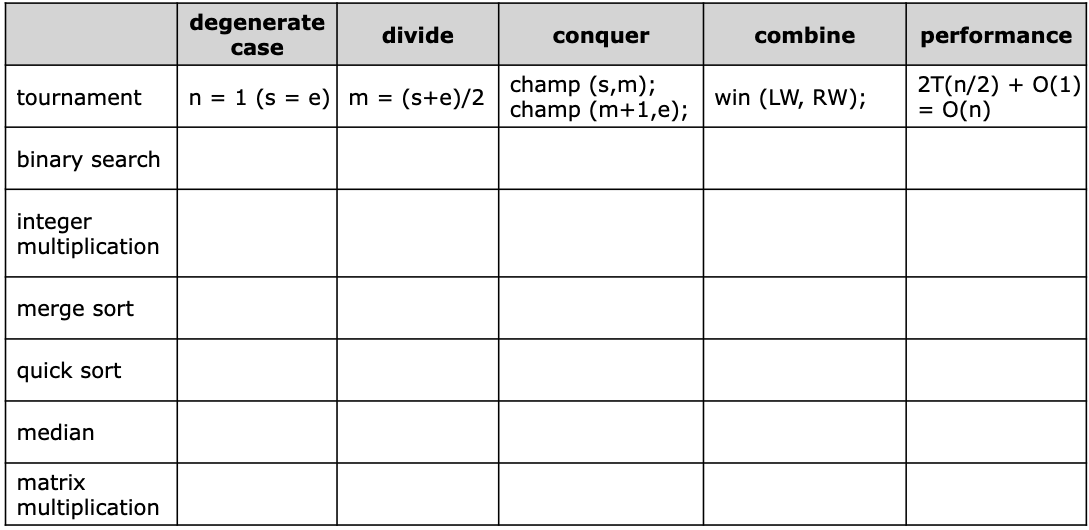 degenerate
case
divide
conquer
combine
performance
tournament
n = 1 (s = e)
m = (s+e)/2
champ (s,m);
champ (m+1,e);
win (LW, RW);
2T(n/2) + O(1)
= O(n)
binary search
integer
multiplication
merge sort
quick sort
median
matrix
multiplication